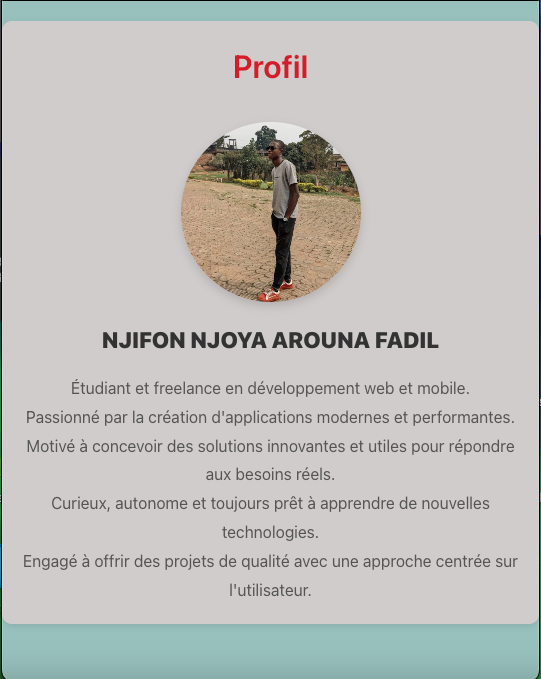 Profil
NJIFON NJOYA AROUNA FADIL
Étudiant et freelance en développement web et mobile.
Passionné par la création d'applications modernes et performantes.
Motivé à concevoir des solutions innovantes et utiles pour répondre
aux besoins réels.
Curieux, autonome et toujours prêt à apprendre de nouvelles
technologies.
Engagé à offrir des projets de qualité avec une approche centrée sur
l'utilisateur.